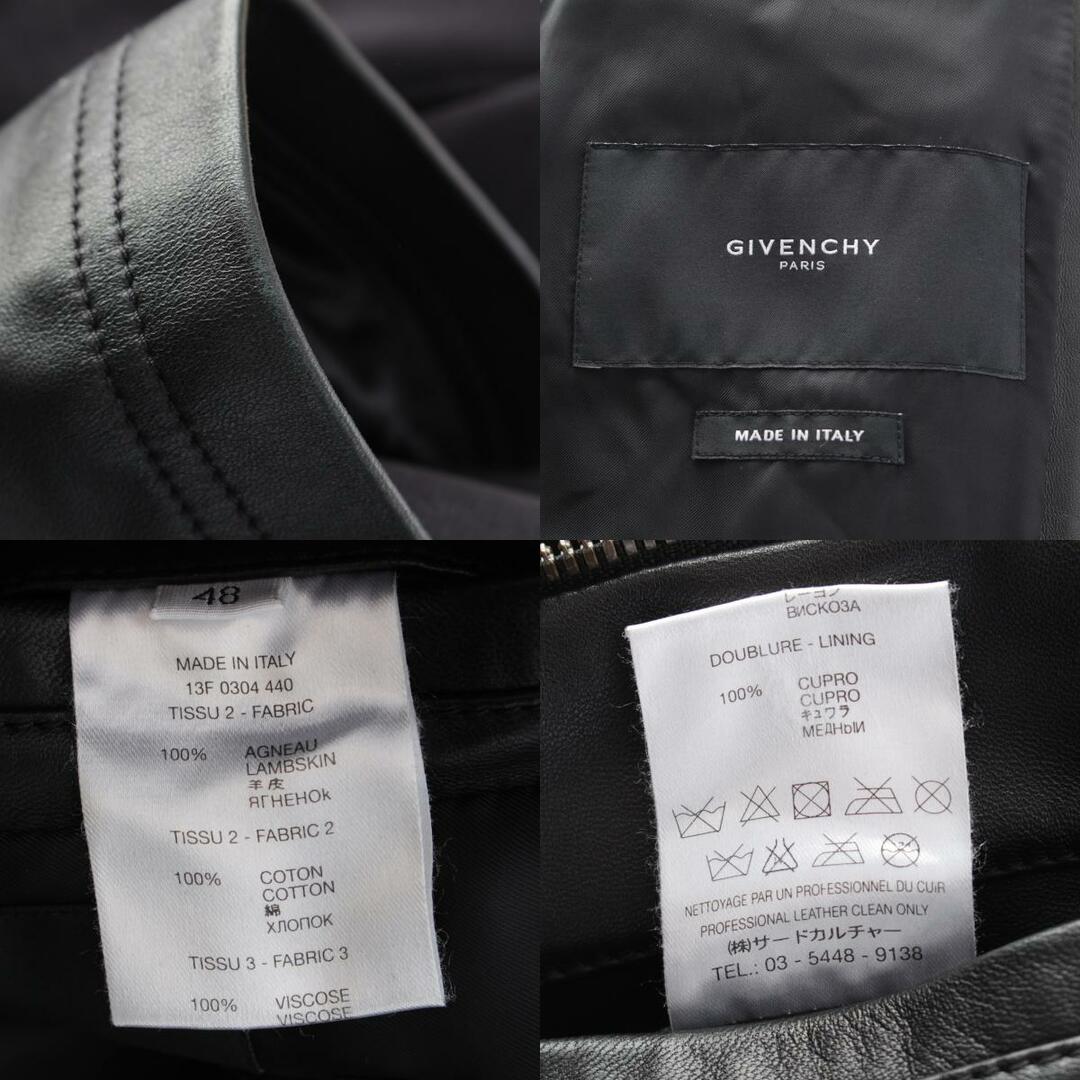 GIVENCHY
PARIS
MADE IN ITALY
48
MADE IN ITALY
13F 0304 440
TISSU 2 - FABRIC
100% AGNEAU
LAMBSKIN
羊皮
ЯГНЕНОК
TISSU 2 - FABRIC 2
100% COTON
COTTON
綿
ХЛОПОК
TISSU 3 - FABRIC 3
100% VISCOSE
VISCOSE
レーヨン
ВИСКОЗА
DOUBLURE - LINING
100% CUPRO
CUPRO
キュワラ
МЕДНЫЙ
NETTOYAGE PAR UN PROFESSIONNEL DU CUIR
PROFESSIONAL LEATHER CLEAN ONLY
(株)サードカルチャー
TEL.: 03 - 5448 - 9138